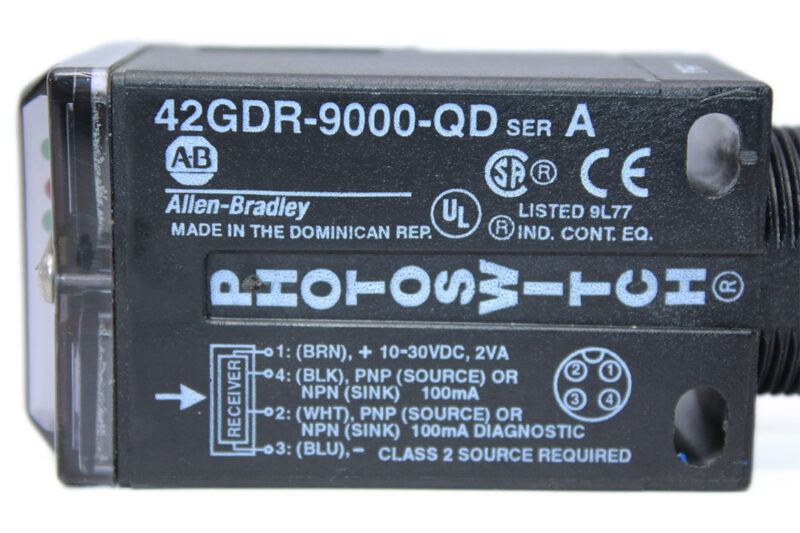 42GDR-9000-QD SER A
A-B
Allen-Bradley
MADE IN THE DOMINICAN REP.
UL
SA ® CE
LISTED 9L77
® IND. CONT. EQ.
PHOTOSWITCH®
RECEIVER
1: (BRN), + 10-30VDC, 2VA
4: (BLK), PNP (SOURCE) OR
NPN (SINK) 100mA
2: (WHT), PNP (SOURCE) OR
NPN (SINK) 100mA DIAGNOSTIC
3: (BLU),- CLASS 2 SOURCE REQUIRED
2 1
3 4